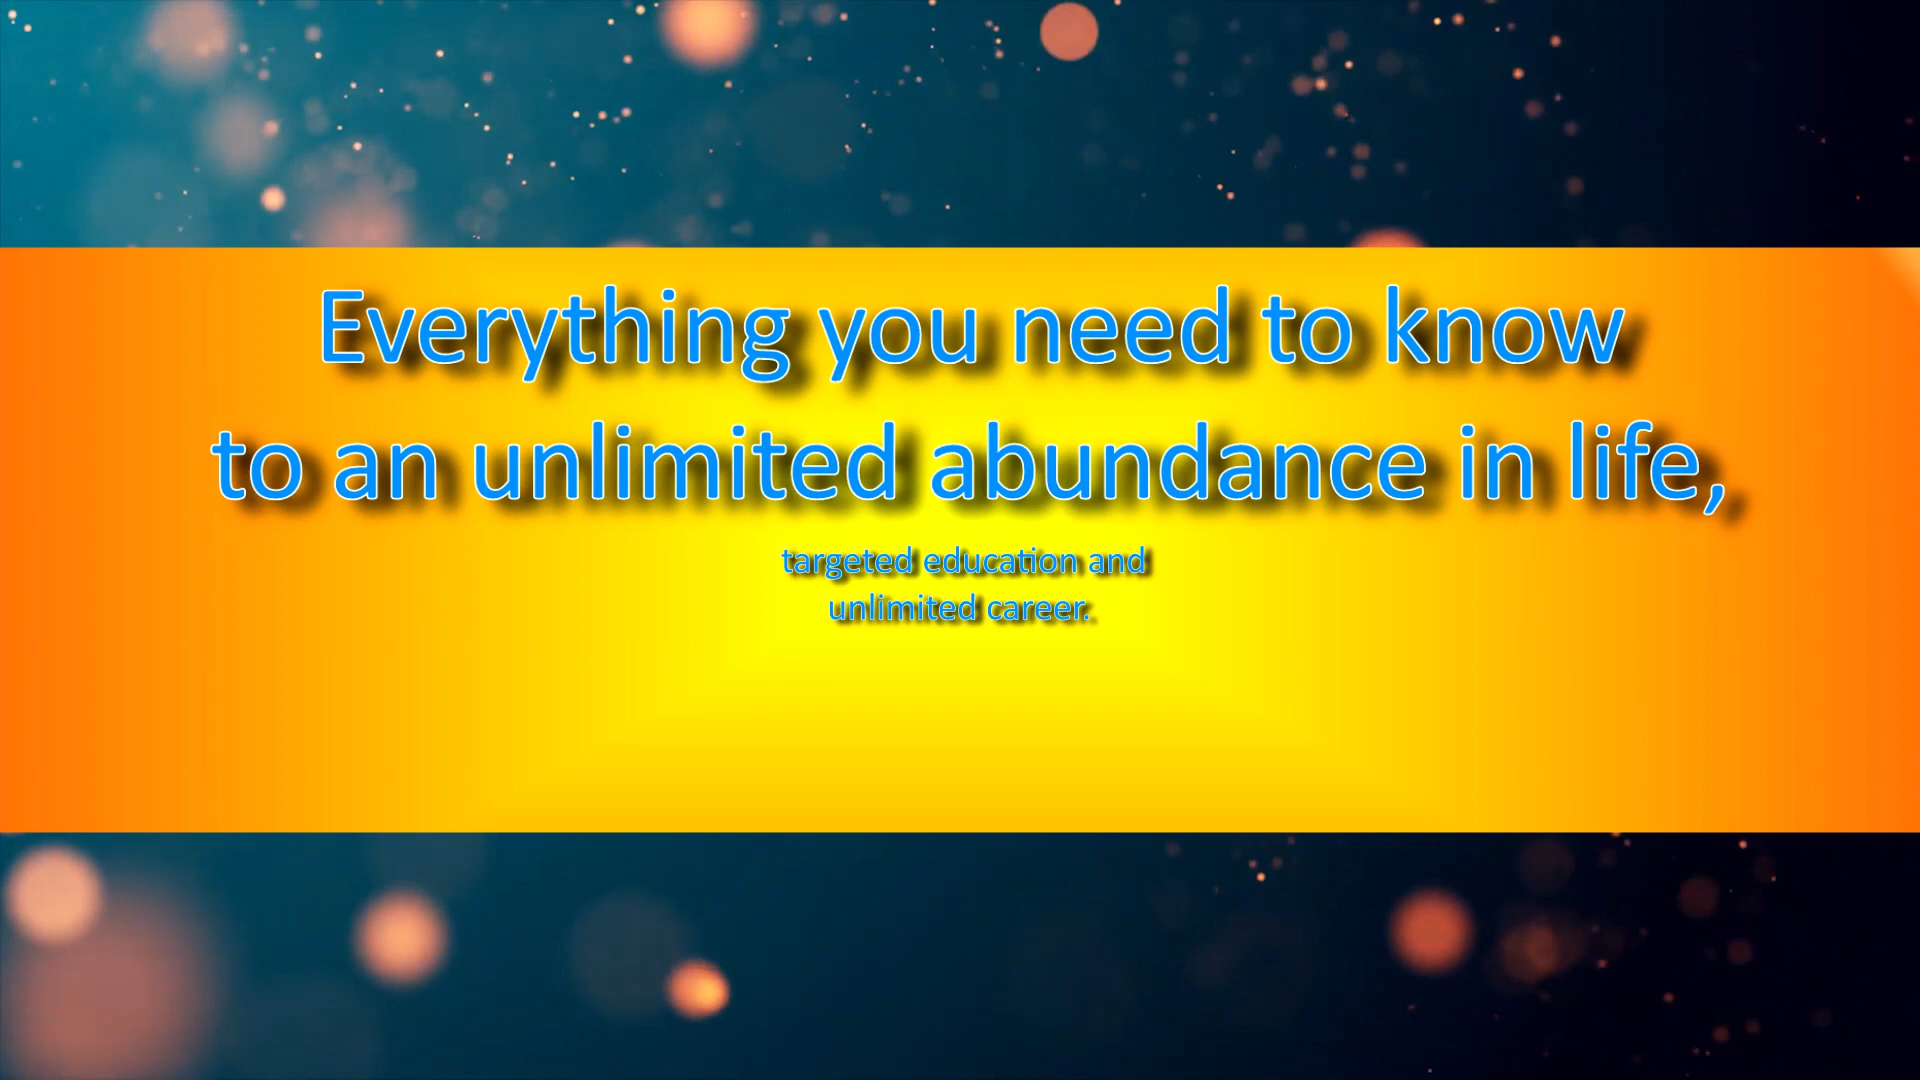 Everything you need to know
to an unlimited abundance in life,
targeted education and
unlimited career.